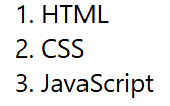 1. HTML
2. CSS
3. JavaScript